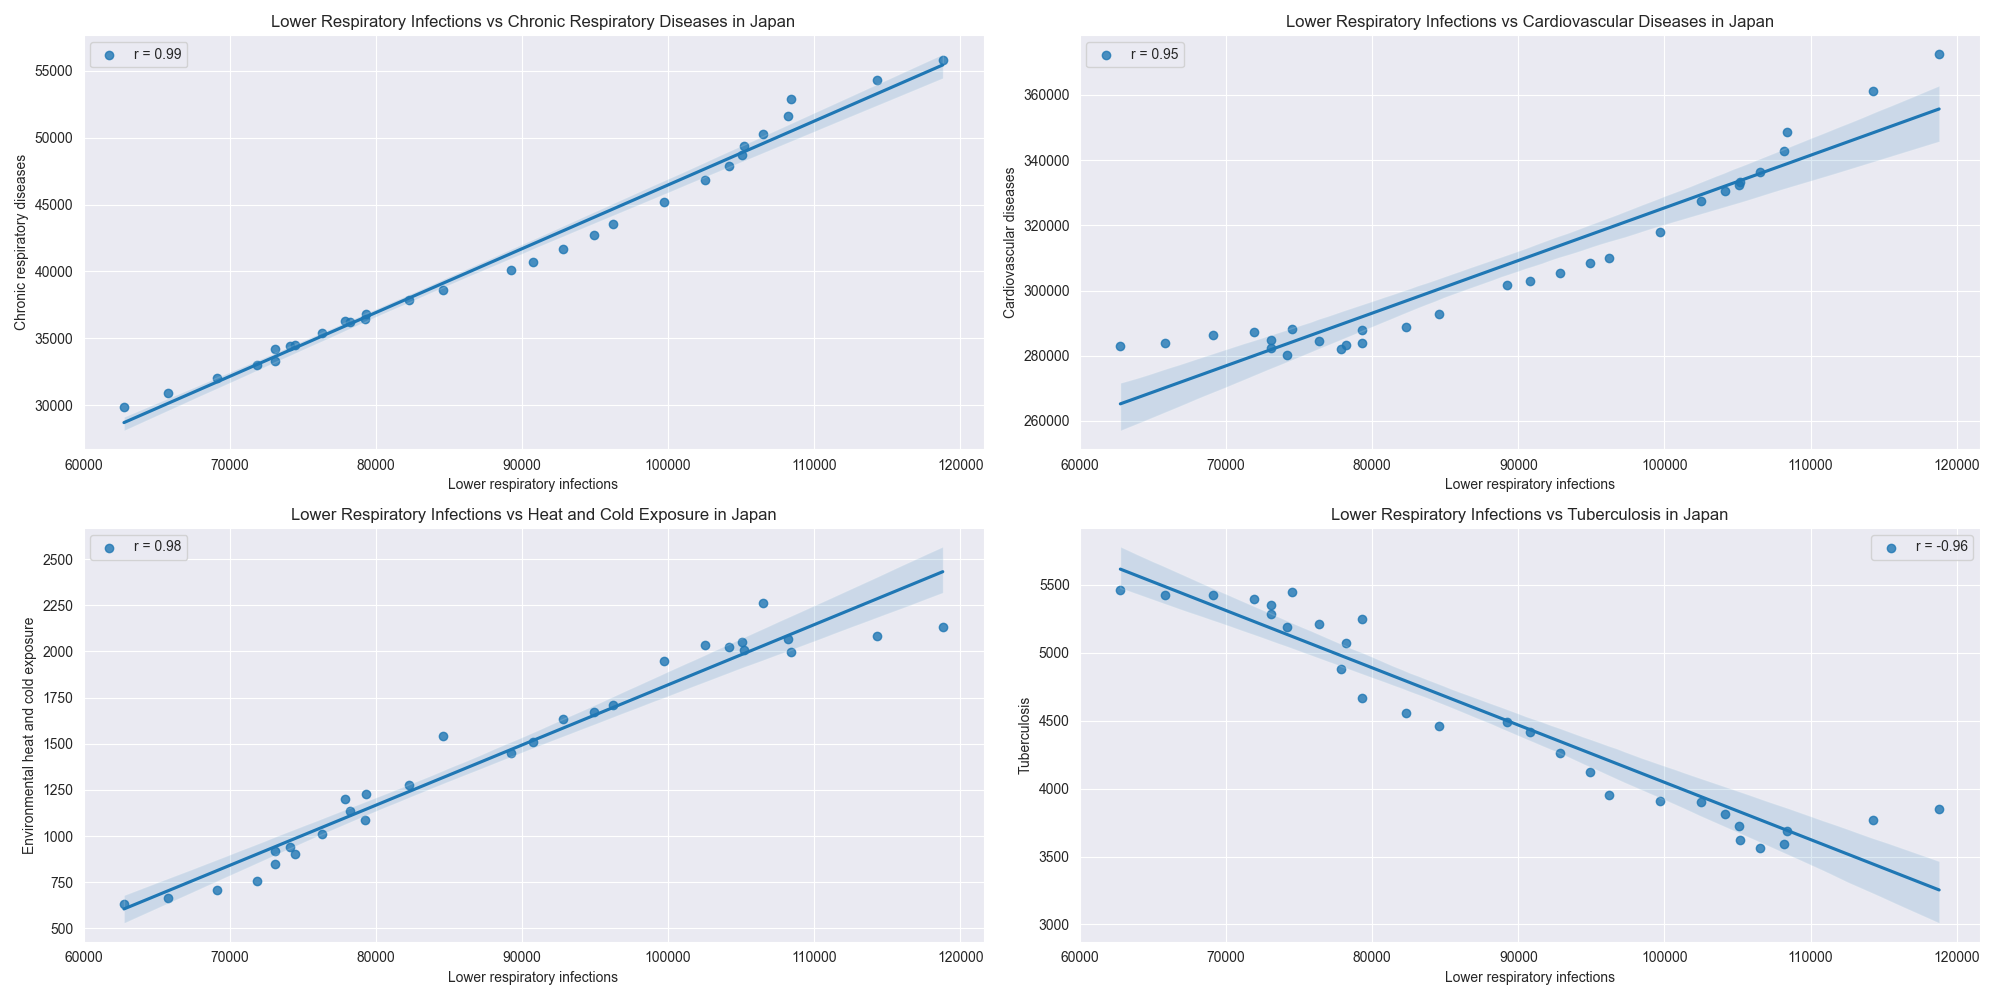 Lower Respiratory Infections vs Chronic Respiratory Diseases in Japan
r = 0.99
Chronic respiratory diseases
55000
50000
45000
40000
35000
30000
60000 70000 80000 90000 100000 110000 120000
Lower respiratory infections
Lower Respiratory Infections vs Cardiovascular Diseases in Japan
r = 0.95
Cardiovascular diseases
360000
340000
320000
300000
280000
260000
60000 70000 80000 90000 100000 110000 120000
Lower respiratory infections
Lower Respiratory Infections vs Heat and Cold Exposure in Japan
r = 0.98
Environmental heat and cold exposure
2500
2250
2000
1750
1500
1250
1000
750
500
60000 70000 80000 90000 100000 110000 120000
Lower respiratory infections
Lower Respiratory Infections vs Tuberculosis in Japan
r = -0.96
Tuberculosis
5500
5000
4500
4000
3500
3000
60000 70000 80000 90000 100000 110000 120000
Lower respiratory infections